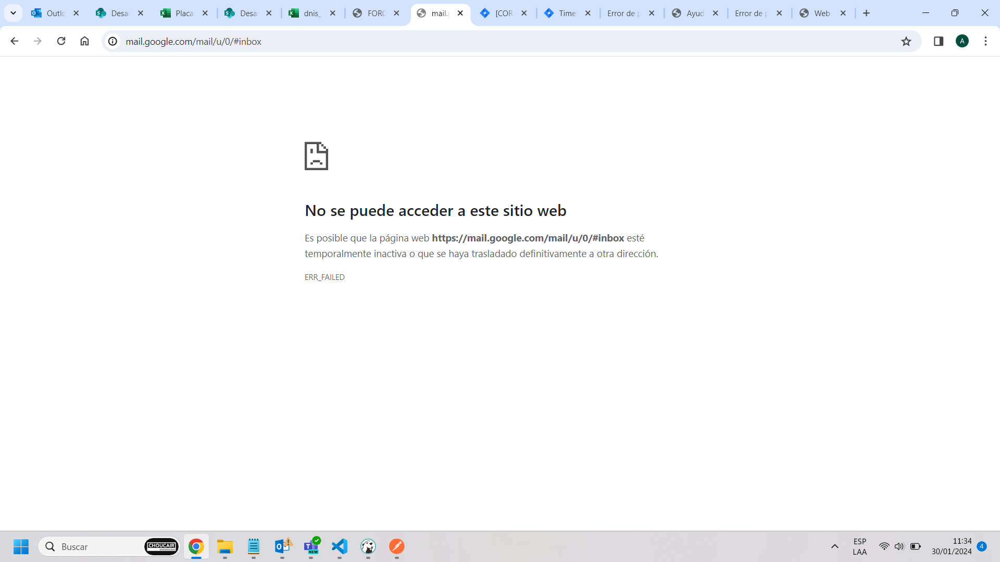 Outlo
Desar
Placa
Desar
dnis_
FORC
mail.g
[COR
Time
Error de p
Ayud
Error de p
Web
mail.google.com/mail/u/0/#inbox
A
No se puede acceder a este sitio web
Es posible que la página web https://mail.google.com/mail/u/0/#inbox esté
temporalmente inactiva o que se haya trasladado definitivamente a otra dirección.
ERR_FAILED
Buscar
CHOUCAIR
NEW
ESP
LAA
11:34
30/01/2024
4